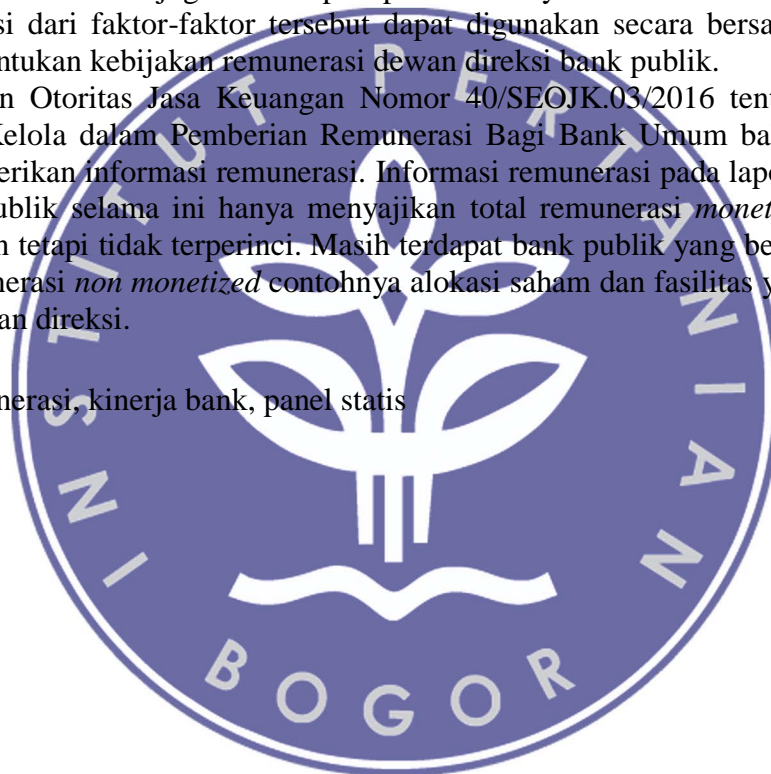 si dari faktor-faktor tersebut dapat digunakan secara bersa
ntukan kebijakan remunerasi dewan direksi bank publik.
n Otoritas Jasa Keuangan Nomor 40/SEOJK.03/2016 tent
Kelola dalam Pemberian Remunerasi Bagi Bank Umum ba
erikan informasi remunerasi. Informasi remunerasi pada lapo
ublik selama ini hanya menyajikan total remunerasi monet
n tetapi tidak terperinci. Masih terdapat bank publik yang be
nerasi non monetized contohnya alokasi saham dan fasilitas y
an direksi.
nerasi, kinerja bank, panel statis
INSTITUT PERTANIAN
BOGOR